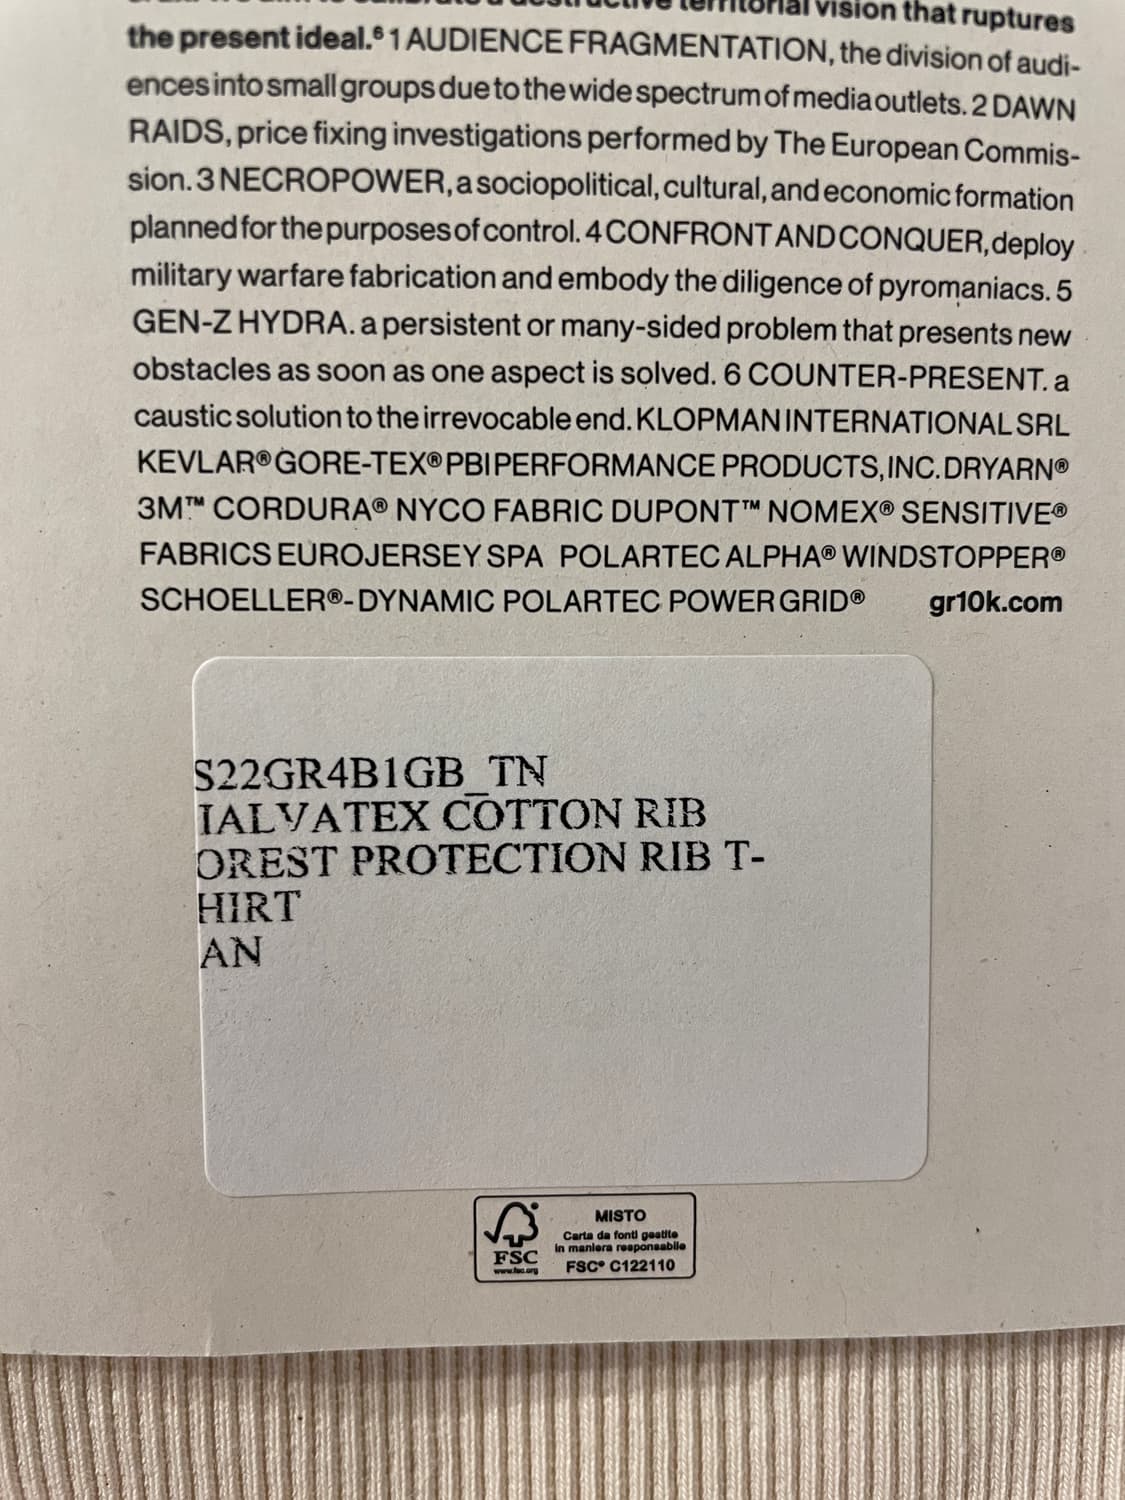 destructive territorial vision that ruptures
the present ideal.⁶ 1 AUDIENCE FRAGMENTATION, the division of audi-
ences into small groups due to the wide spectrum of media outlets. 2 DAWN
RAIDS, price fixing investigations performed by The European Commis-
sion. 3 NECROPOWER, a sociopolitical, cultural, and economic formation
planned for the purposes of control. 4 CONFRONT AND CONQUER, deploy
military warfare fabrication and embody the diligence of pyromaniacs. 5
GEN-Z HYDRA. a persistent or many-sided problem that presents new
obstacles as soon as one aspect is solved. 6 COUNTER-PRESENT. a
caustic solution to the irrevocable end. KLOPMAN INTERNATIONAL SRL
KEVLAR® GORE-TEX® PBI PERFORMANCE PRODUCTS, INC. DRYARN®
3M™ CORDURA® NYCO FABRIC DUPONT™ NOMEX® SENSITIVE®
FABRICS EUROJERSEY SPA POLARTEC ALPHA® WINDSTOPPER®
SCHOELLER®-DYNAMIC POLARTEC POWER GRID® gr10k.com
S22GR4B1GB_TN
IALVATEX COTTON RIB
OREST PROTECTION RIB T-
HIRT
AN
FSC
www.fsc.org
MISTO
Carta da fonti gestite
in maniera responsabile
FSC® C122110